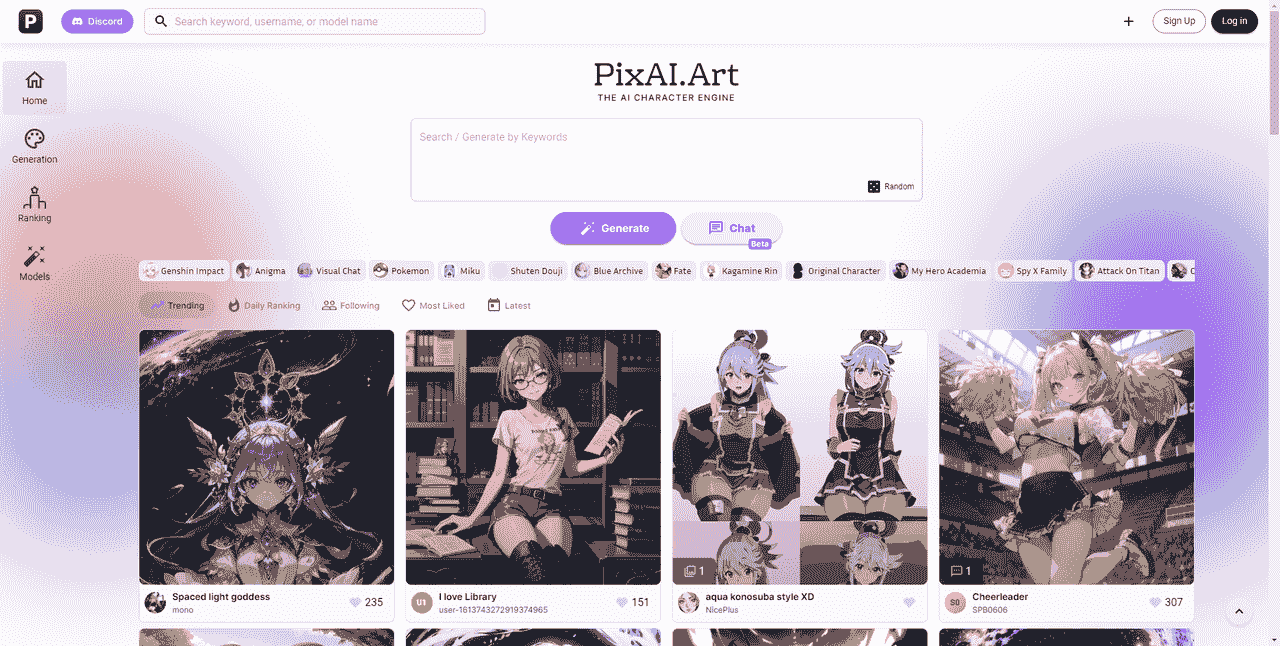 P
Discord
Search keyword, username, or model name
+
Sign Up
Log in
Home
Generation
Ranking
Models
PixAI.Art
THE AI CHARACTER ENGINE
Search / Generate by Keywords
Random
Generate
Chat
Beta
Genshin Impact
Anigma
Visual Chat
Pokemon
Miku
Shuten Douji
Blue Archive
Fate
Kagamine Rin
Original Character
My Hero Academia
Spy X Family
Attack On Titan
Trending
Daily Ranking
Following
Most Liked
Latest
1
1
Spaced light goddess
mono
235
U1
I love Library
user-1613743272919374965
151
aqua konosuba style XD
NicePlus
S0
Cheerleader
SPB0606
307